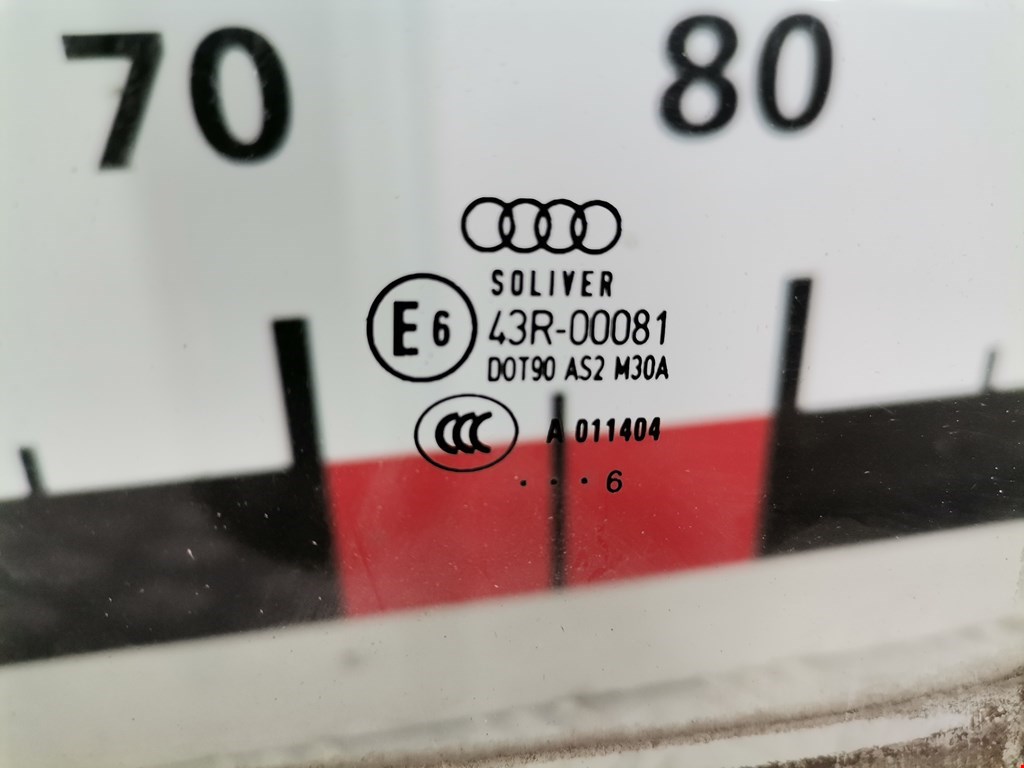 70 80
SOLIVER
E6 43R-00081
DOT90 AS2 M30A
CCC A 011404
. . . 6